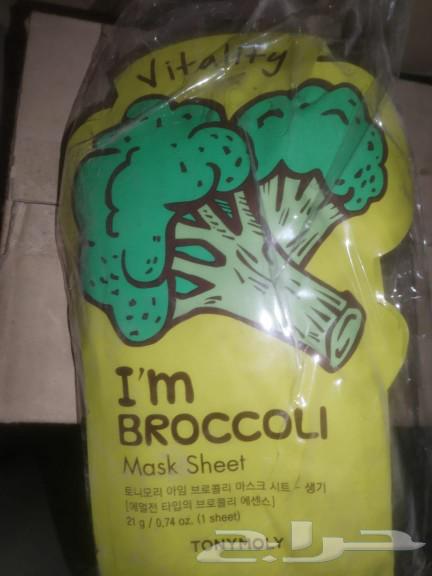 Vitality
I'm
BROCCOLI
Mask Sheet
토니모리 아임 브로콜리 마스크 시트 - 생기
[에멀전 타입의 브로콜리 에센스]
21 g / 0.74 oz. (1 sheet)
TONYMOLY
حراج